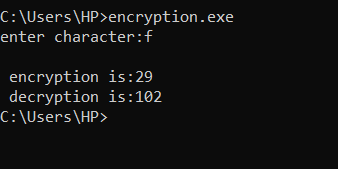 C:\Users\HP>encryption.exe
enter character:f
encryption is:29
decryption is:102
C:\Users\HP>